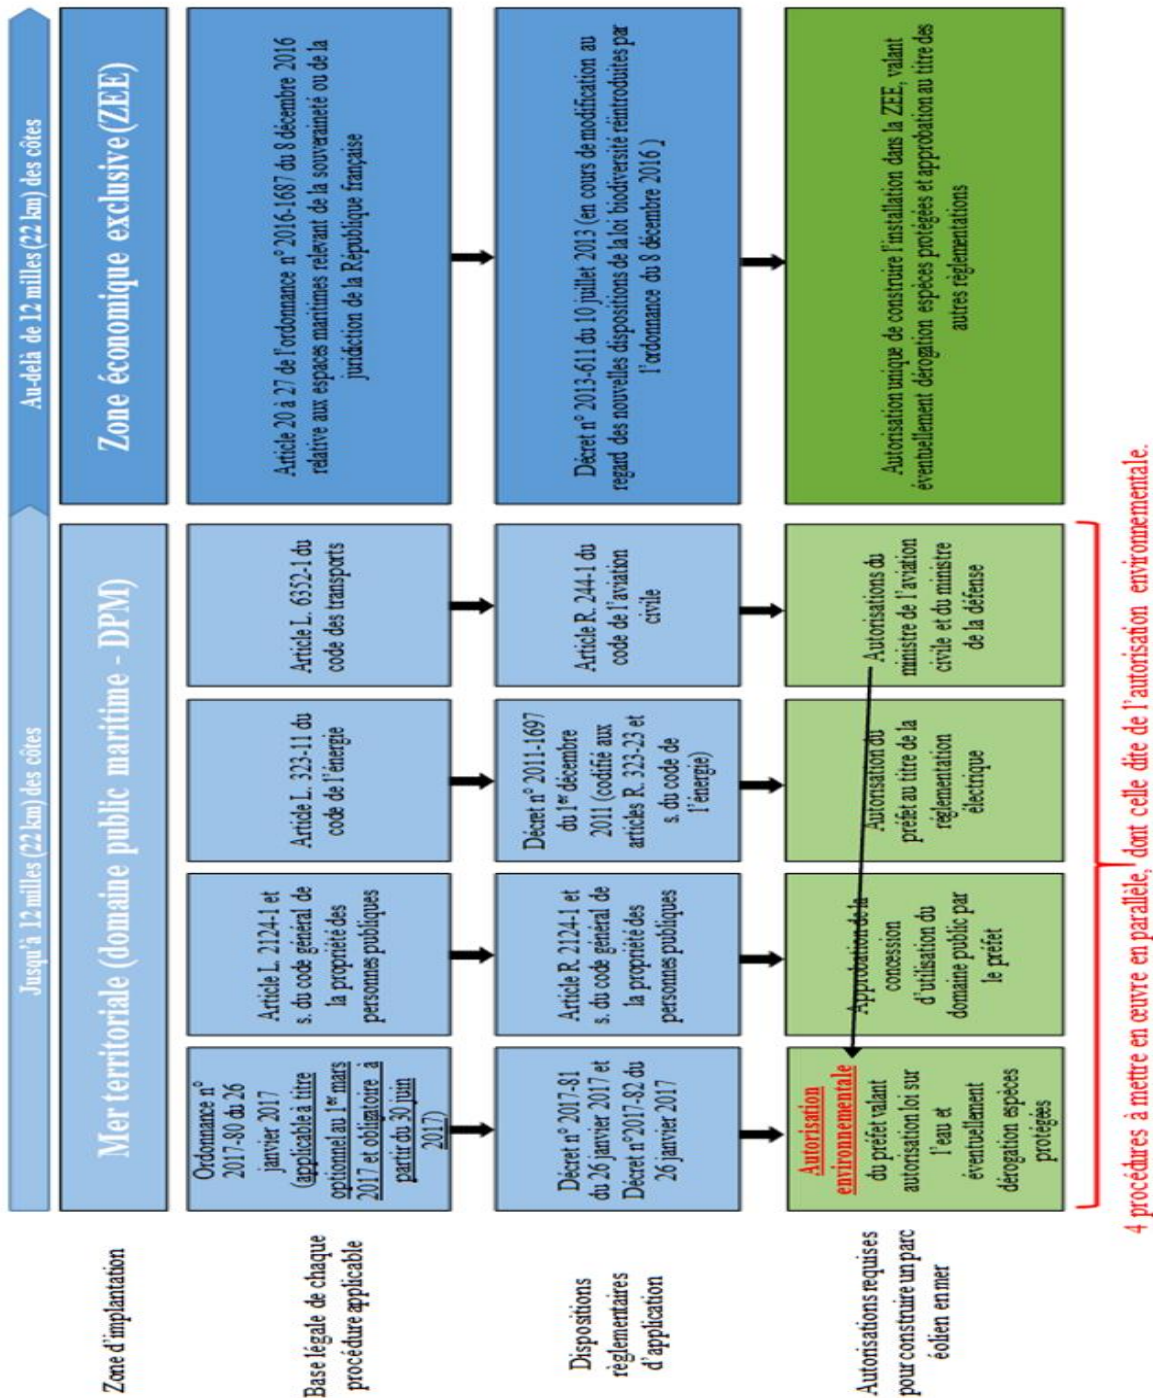 Jusqu'à 12 milles (22 km) des côtes
Au-delà de 12 milles (22 km) des côtes
Zone d'implantation
Mer territoriale (domaine public maritime - DPM)
Zone économique exclusive (ZEE)
Base légale de chaque
procédure applicable
Ordonnance n°
2017-80 du 26
janvier 2017
(applicable à titre
optionnel au 1er mars
2017 et obligatoire à
partir du 30 juin
2017)
Article L. 2124-1 et
s. du code général de
la propriété des
personnes publiques
Article L. 323-11 du
code de l'énergie
Article L. 6352-1 du
code des transports
Article 20 à 27 de l'ordonnance n° 2016-1687 du 8 décembre 2016
relative aux espaces maritimes relevant de la souveraineté ou de la
juridiction de la République française
Dispositions
réglementaires
d'application
Décret n° 2017-81
du 26 janvier 2017 et
Décret n°2017-82 du
26 janvier 2017
Article R. 2124-1 et
s. du code général de
la propriété des
personnes publiques
Décret n° 2011-1697
du 1er décembre
2011 (codifié aux
articles R. 323-23 et
s. du code de
l'énergie)
Article R. 244-1 du
code de l'aviation
civile
Décret n° 2013-611 du 10 juillet 2013 (en cours de modification au
regard des nouvelles dispositions de la loi biodiversité réintroduites par
l'ordonnance du 8 décembre 2016 )
Autorisations requises
pour construire un parc
éolien en mer
Autorisation
environnementale
du préfet valant
autorisation loi sur
l'eau et
éventuellement
dérogation espèces
protégées
Approbation de la
concession
d'utilisation du
domaine public par
le préfet
Autorisation du
préfet au titre de la
réglementation
électrique
Autorisations du
ministre de l'aviation
civile et du ministre
de la défense
Autorisation unique de construire l'installation dans la ZEE, valant
éventuellement dérogation espèces protégées et approbation au titre des
autres réglementations
4 procédures à mettre en œuvre en parallèle, dont celle dite de l'autorisation environnementale.